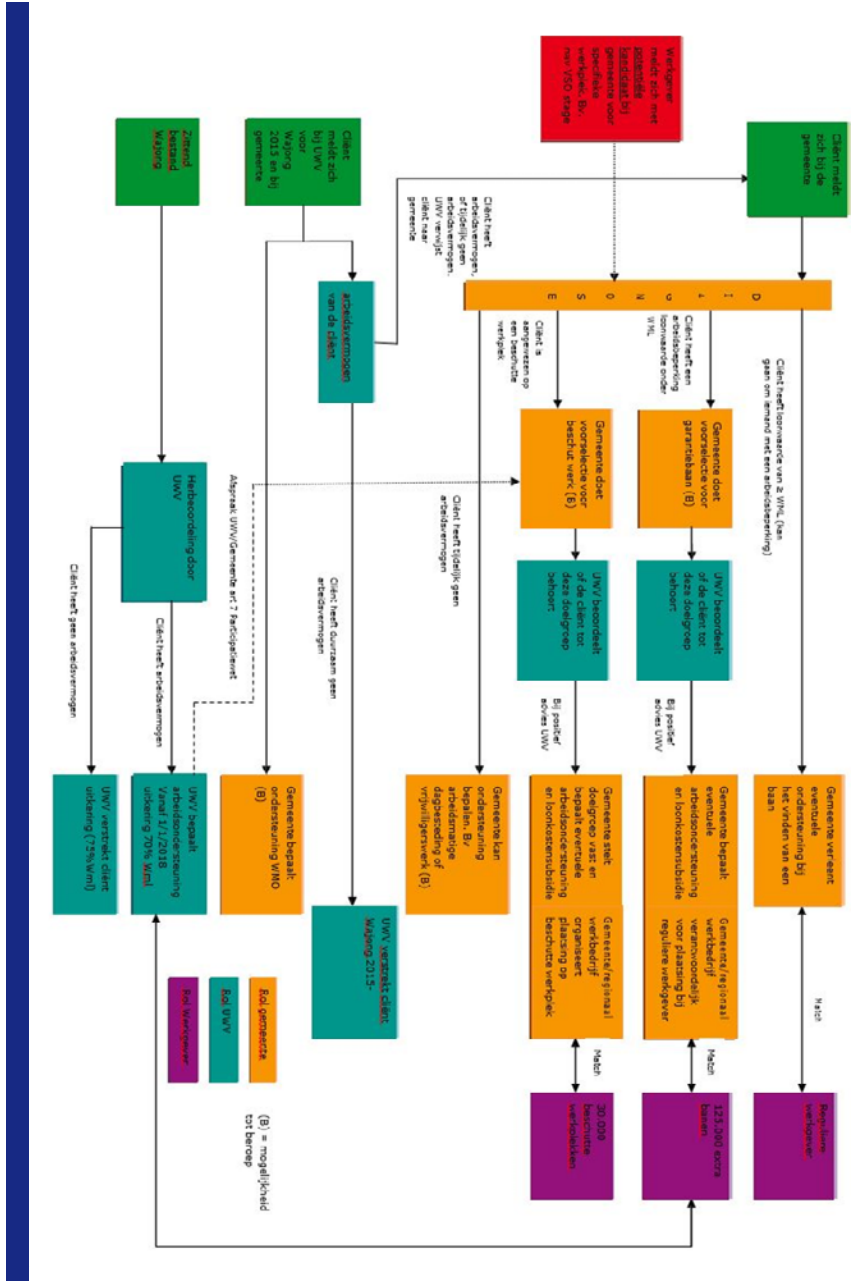 Cliënt meldt
zich bij de
gemeente
Cliënt heeft loonwaarde van ≥ WML (kan
gaan om iemand met een arbeidsbeperking)
Gemeente verleent
eventuele
ondersteuning bij
het vinden van een
baan
Match
Reguliere
werkgever
Werkgever
meldt zich met
potentiële
kandidaat bij
gemeente voor
specifieke
werkplek. Bv.
nav VSO stage
D I A G N O S E
Cliënt heeft een
arbeidsbeperking
loonwaarde onder
WML
Gemeente doet
voorselectie voor
garantiebaan (B)
UWV beoordeelt
of de cliënt tot
deze doelgroep
behoort
Bij positief
advies UWV
Gemeente bepaalt
eventuele
arbeidsondersteuning
en loonkostensubsidie
Gemeente/regionaal
werkbedrijf
verantwoordelijk
voor plaatsing bij
reguliere werkgever
Match
125.000 extra
banen
Cliënt is
aangewezen op
een beschutte
werkplek
Gemeente doet
voorselectie voor
beschut werk (B)
UWV beoordeelt
of de cliënt tot
deze doelgroep
behoort
Bij positief
advies UWV
Gemeente stelt
doelgroep vast en
bepaalt eventuele
arbeidsondersteuning
en loonkostensubsidie
Gemeente/regionaal
werkbedrijf
organiseert
plaatsing op
beschutte werkplek
Match
30.000
beschutte
werkplekken
Cliënt heeft
arbeidsvermogen,
of tijdelijk geen
arbeidsvermogen.
UWV verwijst
cliënt naar
gemeente
Cliënt heeft tijdelijk geen
arbeidsvermogen
Gemeente kan
ondersteuning
bepalen. Bv
arbeidsmatige
dagbesteding of
vrijwilligerswerk (B)
Cliënt
meldt zich
bij UWV
voor
Wajong
2015 en bij
gemeente
arbeidsvermogen
van de cliënt
Cliënt heeft duurzaam geen
arbeidsvermogen
UWV verstrekt cliënt
Wajong 2015-
Gemeente bepaalt
ondersteuning WMO
(B)
Afspraak UWV/Gemeente art 7 Participatiewet
Zittend
bestand
Wajong
Herbeoordeling door
UWV
Cliënt heeft arbeidsvermogen
UWV bepaalt
arbeidsondersteuning
Vanaf 1/1/2018
uitkering 70% Wml
Cliënt heeft geen arbeidsvermogen
UWV verstrekt cliënt
uitkering (75% Wml)
Rol gemeente
Rol UWV
Rol Werkgever
(B) = mogelijkheid
tot beroep